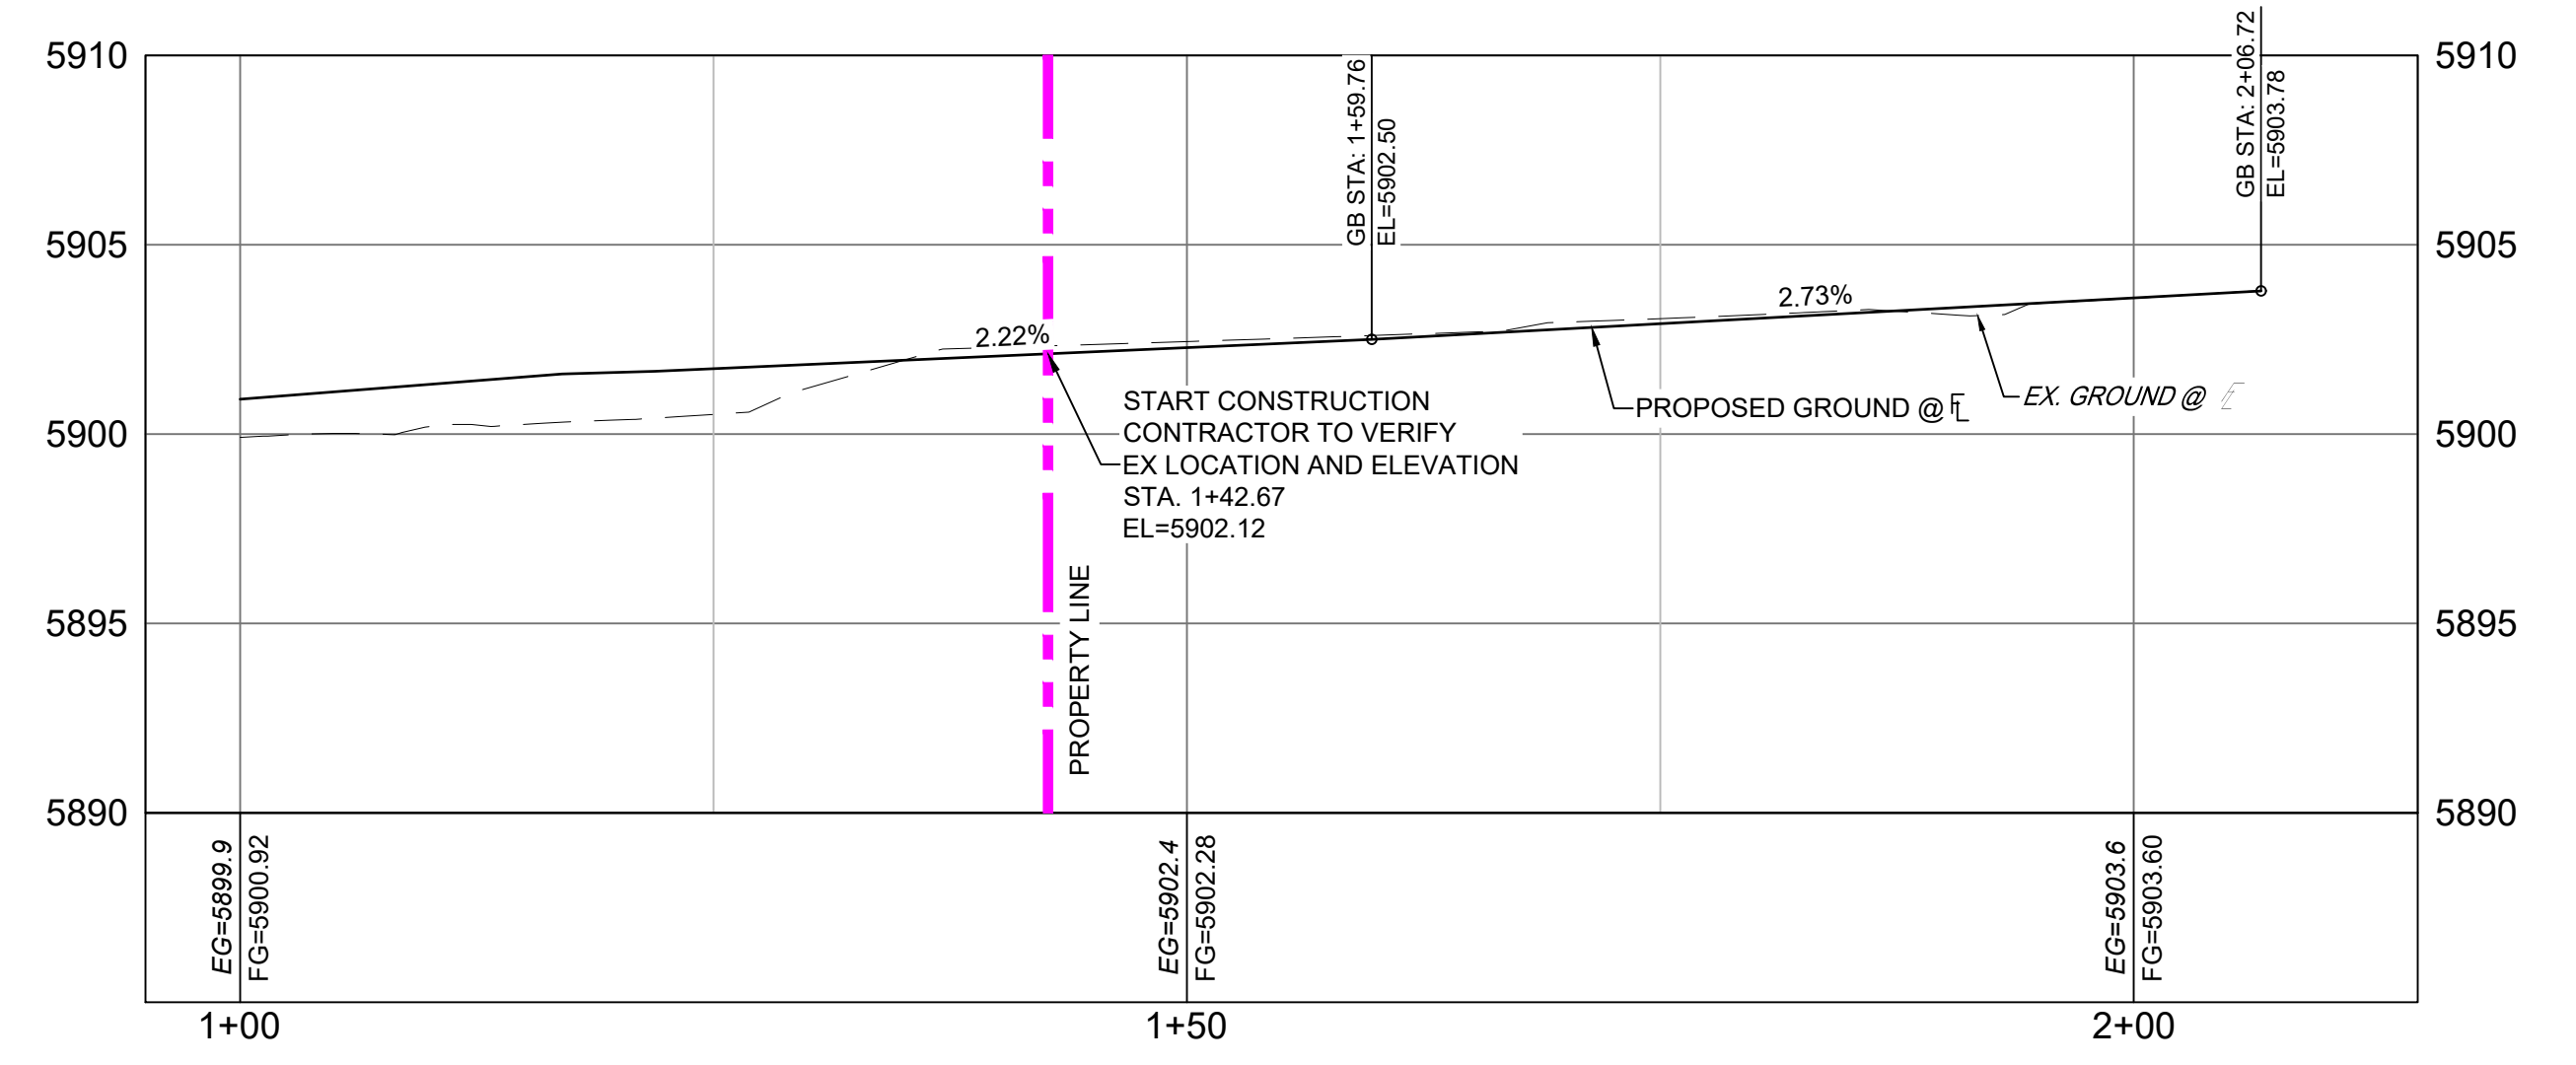 5910
5905
5900
5895
5890
5910
5905
5900
5895
5890
GB STA: 1+59.76
EL=5902.50
GB STA: 2+06.72
EL=5903.78
2.22%
2.73%
START CONSTRUCTION
CONTRACTOR TO VERIFY
EX LOCATION AND ELEVATION
STA. 1+42.67
EL=5902.12
PROPOSED GROUND @ FL
EX. GROUND @
PROPERTY LINE
EG=5899.9
FG=5900.92
EG=5902.4
FG=5902.28
EG=5903.6
FG=5903.60
1+00
1+50
2+00